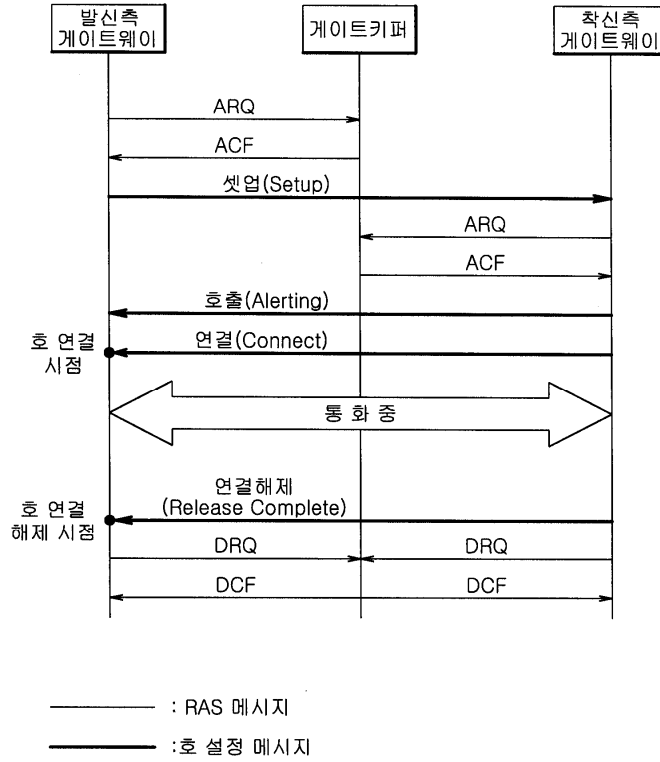 발신측
게이트웨이
게이트키퍼
착신측
게이트웨이
ARQ
ACF
셋업(Setup)
ARQ
ACF
호출(Alerting)
호 연결
시점
연결(Connect)
통 화 중
호 연결
해제 시점
연결해제
(Release Complete)
DRQ
DRQ
DCF
DCF
: RAS 메시지
:호 설정 메시지